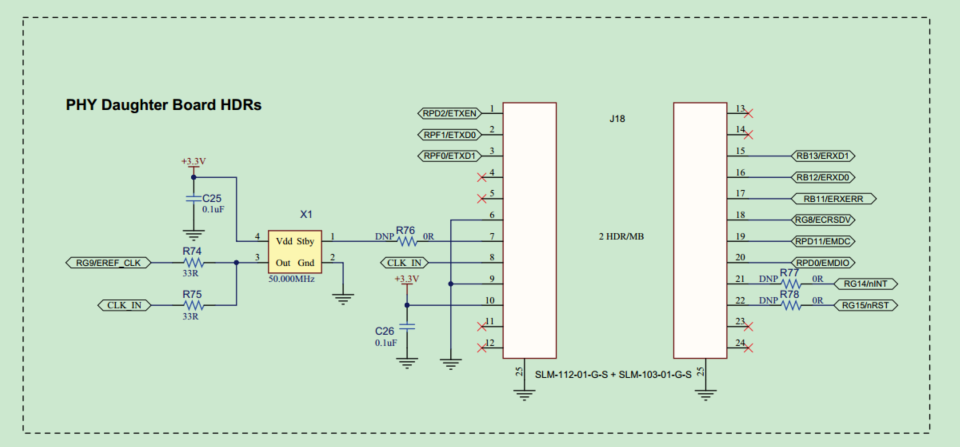 PHY Daughter Board HDRs
+3.3V
C25
0.1uF
X1
4 Vdd Stby 1
3 Out Gnd 2
50.000MHz
RG9/EREF_CLK
R74
33R
CLK_IN
R75
33R
DNP R76 0R
CLK_IN
+3.3V
C26
0.1uF
RPD2/ETXEN 1
RPF1/ETXD0 2
RPF0/ETXD1 3
4
5
6
7
8
9
10
11
12
25
J18
2 HDR/MB
SLM-112-01-G-S + SLM-103-01-G-S
13
14
15 RB13/ERXD1
16 RB12/ERXD0
17 RB11/ERXERR
18 RG8/ECRSDV
19 RPD11/EMDC
20 RPD0/EMDIO
21 DNP R77 0R RG14/nINT
22 DNP R78 0R RG15/nRST
23
24
25